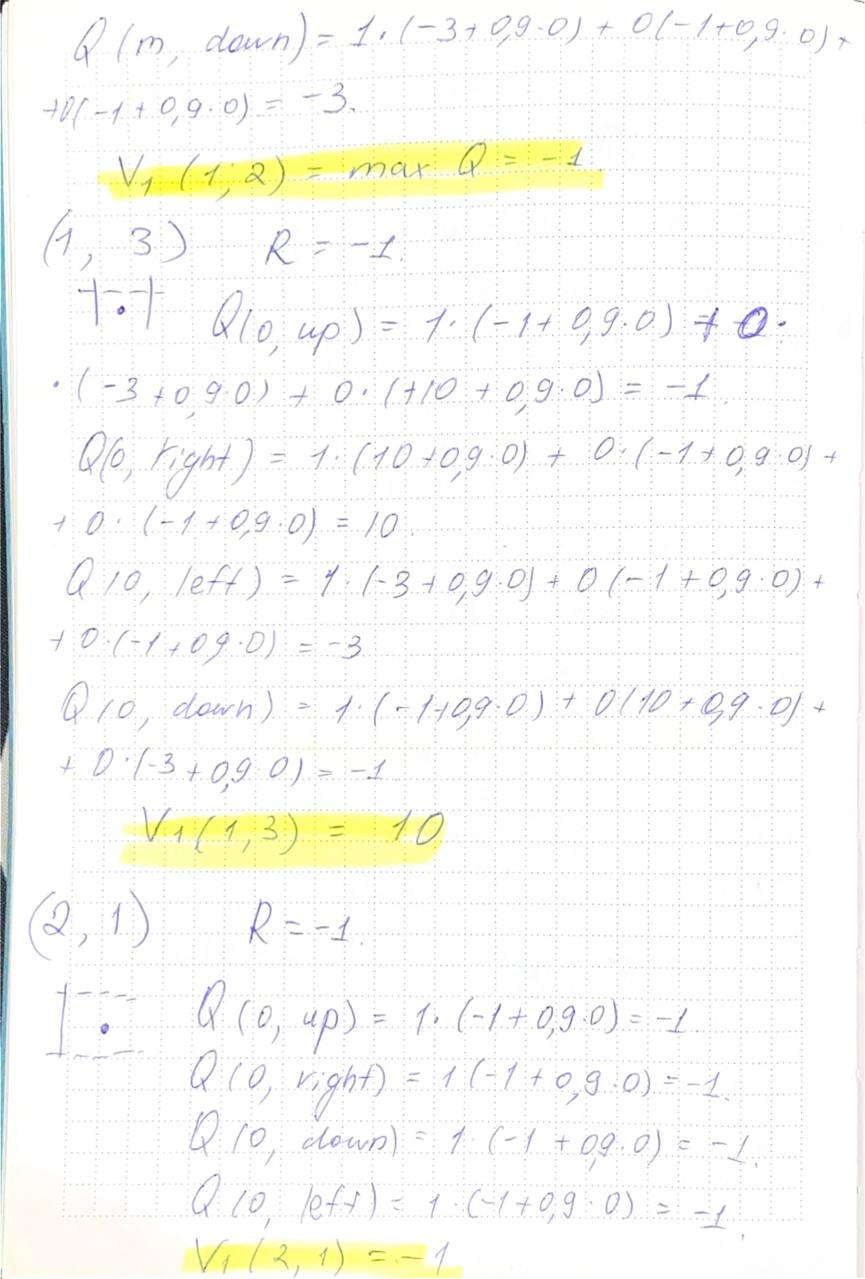 Q(m, down) = 1·(-3+0,9·0) + 0(-1+0,9·0)+
+0(-1+0,9·0) = -3.
V1 (1,2) = max Q = -1
(1, 3) R = -1.
Q(0, up) = 1·(-1+0,9·0) + 0·
·(-3+0,9·0) + 0·(+10+0,9·0) = -1.
Q(0, right) = 1·(10+0,9·0) + 0·(-1+0,9·0)+
+ 0·(-1+0,9·0) = 10.
Q(0, left) = 1·(-3+0,9·0) + 0(-1+0,9·0)+
+ 0·(-1+0,9·0) = -3
Q(0, down) = 1·(-1+0,9·0) + 0(10+0,9·0)+
+ 0·(-3+0,9·0) = -1
V1(1,3) = 10
(2,1) R=-1.
Q(0, up) = 1·(-1+0,9·0) = -1.
Q(0, right) = 1(-1+0,9·0) = -1.
Q(0, down) = 1·(-1+0,9·0) = -1.
Q(0, left) = 1·(-1+0,9·0) = -1.
V1(2,1) = -1